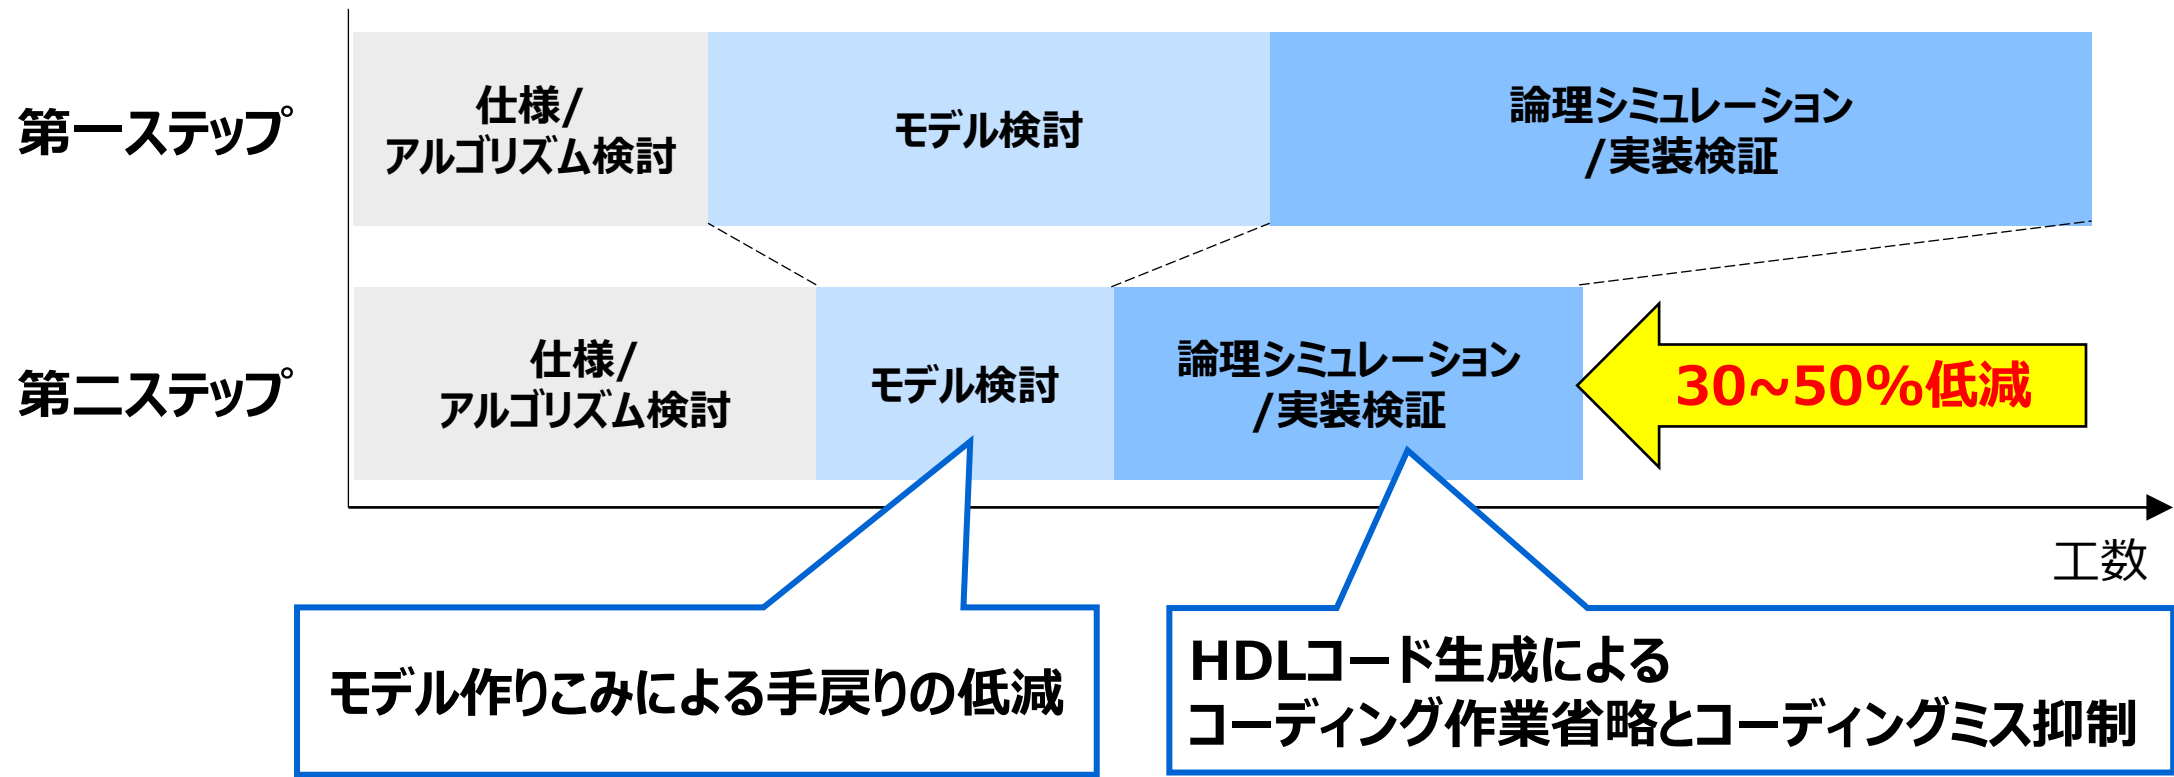 第一ステップ
仕様/
アルゴリズム検討
モデル検討
論理シミュレーション
/実装検証
第二ステップ
仕様/
アルゴリズム検討
モデル検討
論理シミュレーション
/実装検証
30~50%低減
工数
モデル作りこみによる手戻りの低減
HDLコード生成による
コーディング作業省略とコーディングミス抑制